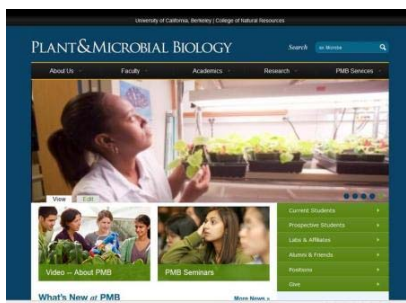 University of California, Berkeley | College of Natural Resources
PLANT&MICROBIAL BIOLOGY
Search
About Us
Faculty
Academics
Research
PMB Services
View
Edit
Video -- About PMB
PMB Seminars
Current Students
Prospective Students
Labs & Affiliates
Alumni & Friends
Positions
Give
What's New at PMB
More News »